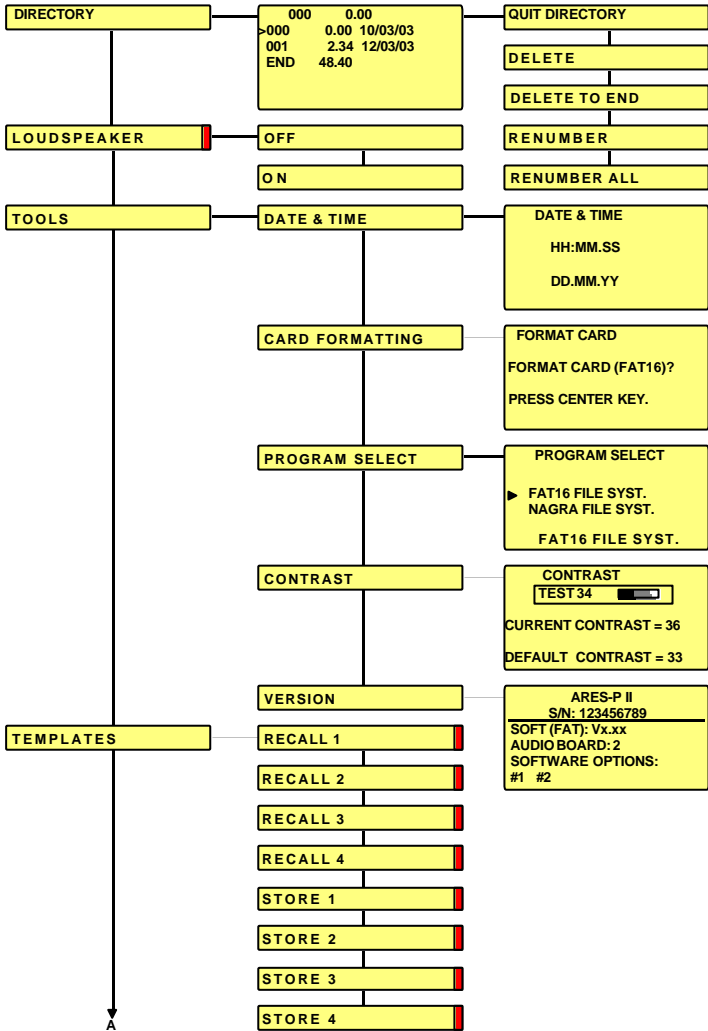 DIRECTORY
000 0.00
>000 0.00 10/03/03
001 2.34 12/03/03
END 48.40
QUIT DIRECTORY
DELETE
DELETE TO END
RENUMBER
RENUMBER ALL
LOUDSPEAKER
OFF
ON
TOOLS
DATE & TIME
DATE & TIME
HH:MM.SS
DD.MM.YY
CARD FORMATTING
FORMAT CARD
FORMAT CARD (FAT16)?
PRESS CENTER KEY.
PROGRAM SELECT
PROGRAM SELECT
FAT16 FILE SYST.
NAGRA FILE SYST.
FAT16 FILE SYST.
CONTRAST
CONTRAST
TEST 34
CURRENT CONTRAST = 36
DEFAULT CONTRAST = 33
VERSION
ARES-P II
S/N: 123456789
SOFT (FAT): Vx.xx
AUDIO BOARD: 2
SOFTWARE OPTIONS:
#1 #2
TEMPLATES
RECALL 1
RECALL 2
RECALL 3
RECALL 4
STORE 1
STORE 2
STORE 3
STORE 4
A